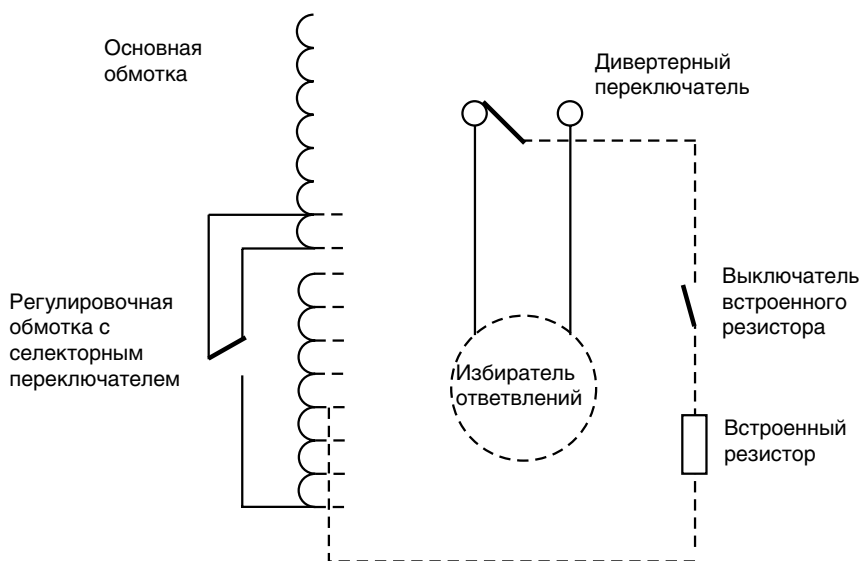 Основная
обмотка
Дивертерный
переключатель
Регулировочная
обмотка с
селекторным
переключателем
Избиратель
ответвлений
Выключатель
встроенного
резистора
Встроенный
резистор